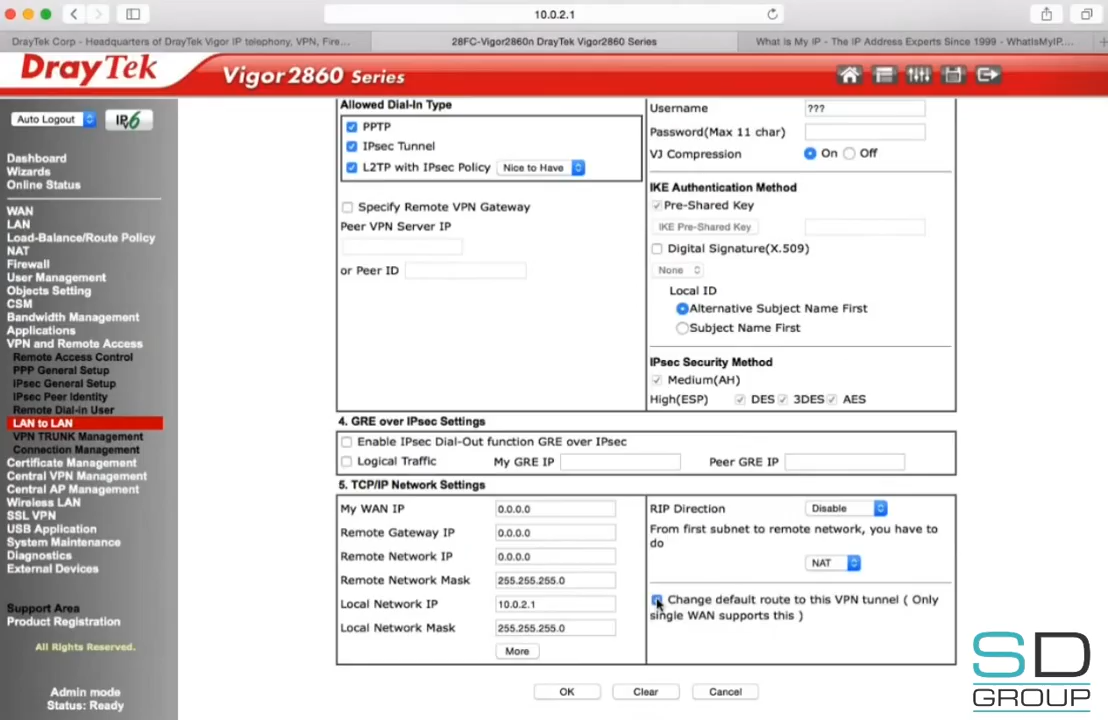 10.0.2.1
DrayTek Corp - Headquarters of DrayTek Vigor IP telephony, VPN, Fire...
28FC-Vigor2860n DrayTek Vigor2860 Series
What Is My IP - The IP Address Experts Since 1999 - WhatIsMyIP....
DrayTek
Vigor2860 Series
Auto Logout
IPv6
Dashboard
Wizards
Online Status
WAN
LAN
Load-Balance/Route Policy
NAT
Firewall
User Management
Objects Setting
CSM
Bandwidth Management
Applications
VPN and Remote Access
Remote Access Control
PPP General Setup
IPsec General Setup
IPsec Peer Identity
Remote Dial-in User
LAN to LAN
VPN TRUNK Management
Connection Management
Certificate Management
Central VPN Management
Central AP Management
Wireless LAN
SSL VPN
USB Application
System Maintenance
Diagnostics
External Devices
Support Area
Product Registration
All Rights Reserved.
Admin mode
Status: Ready
Allowed Dial-In Type
PPTP
IPsec Tunnel
L2TP with IPsec Policy Nice to Have
Specify Remote VPN Gateway
Peer VPN Server IP
or Peer ID
Username ???
Password(Max 11 char)
VJ Compression On Off
IKE Authentication Method
Pre-Shared Key
IKE Pre-Shared Key
Digital Signature(X.509)
None
Local ID
Alternative Subject Name First
Subject Name First
IPsec Security Method
Medium(AH)
High(ESP) DES 3DES AES
4. GRE over IPsec Settings
Enable IPsec Dial-Out function GRE over IPsec
Logical Traffic My GRE IP Peer GRE IP
5. TCP/IP Network Settings
My WAN IP 0.0.0.0
Remote Gateway IP 0.0.0.0
Remote Network IP 0.0.0.0
Remote Network Mask 255.255.255.0
Local Network IP 10.0.2.1
Local Network Mask 255.255.255.0
More
RIP Direction Disable
From first subnet to remote network, you have to
do
NAT
Change default route to this VPN tunnel ( Only
single WAN supports this )
OK Clear Cancel
SD
GROUP